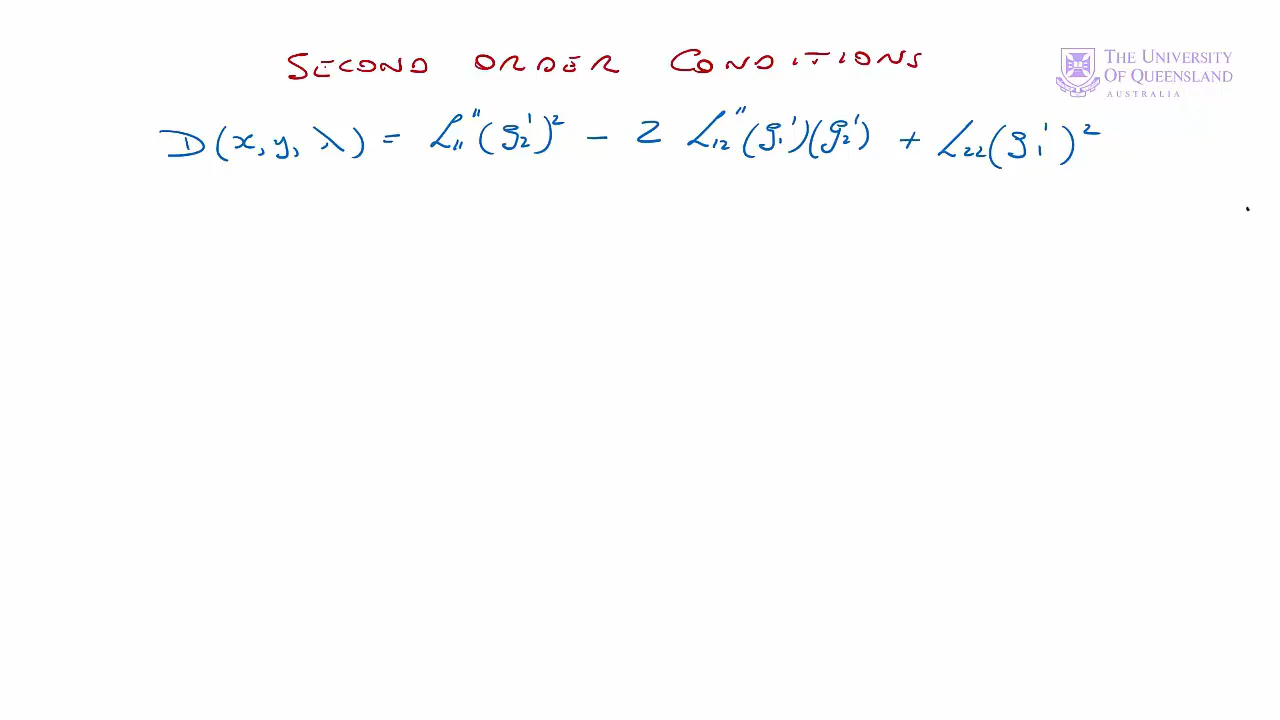 SECOND ORDER CONDITIONS
THE UNIVERSITY
OF QUEENSLAND
AUSTRALIA
D(x, y, λ) = L₁₁''(g₂')² - 2 L₁₂''(g₁')(g₂') + L₂₂(g₁')²